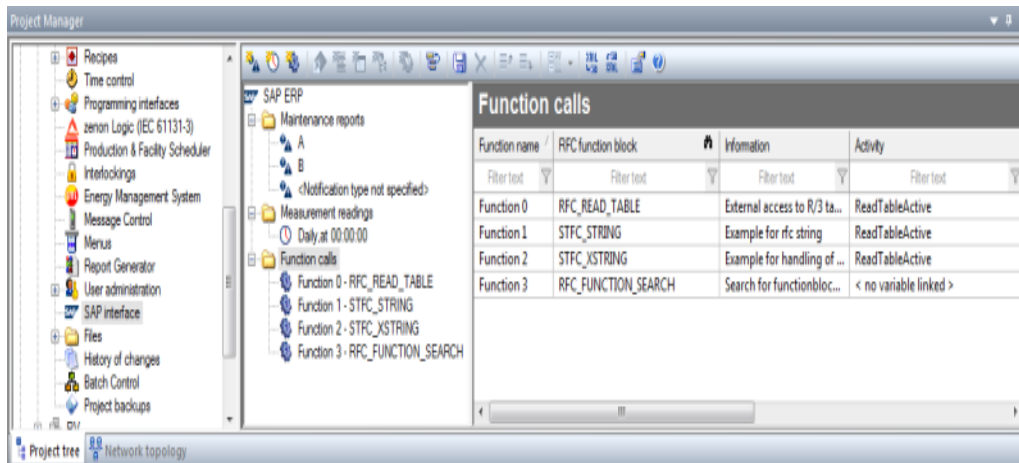 Project Manager
Recipes
Time control
Programming interfaces
zenon Logic (IEC 61131-3)
Production & Facility Scheduler
Interlockings
Energy Management System
Message Control
Menus
Report Generator
User administration
SAP interface
Files
History of changes
Batch Control
Project backups
Project tree
Network topology
SAP ERP
Maintenance reports
A
B
<Notification type not specified>
Measurement readings
Daily, at 00:00:00
Function calls
Function 0 - RFC_READ_TABLE
Function 1 - STFC_STRING
Function 2 - STFC_XSTRING
Function 3 - RFC_FUNCTION_SEARCH
Function calls
Function name RFC function block Information Activity
Filter text Filter text Filter text Filter text
Function 0 RFC_READ_TABLE External access to R/3 ta... ReadTableActive
Function 1 STFC_STRING Example for rfc string ReadTableActive
Function 2 STFC_XSTRING Example for handling of ... ReadTableActive
Function 3 RFC_FUNCTION_SEARCH Search for functionbloc... < no variable linked >